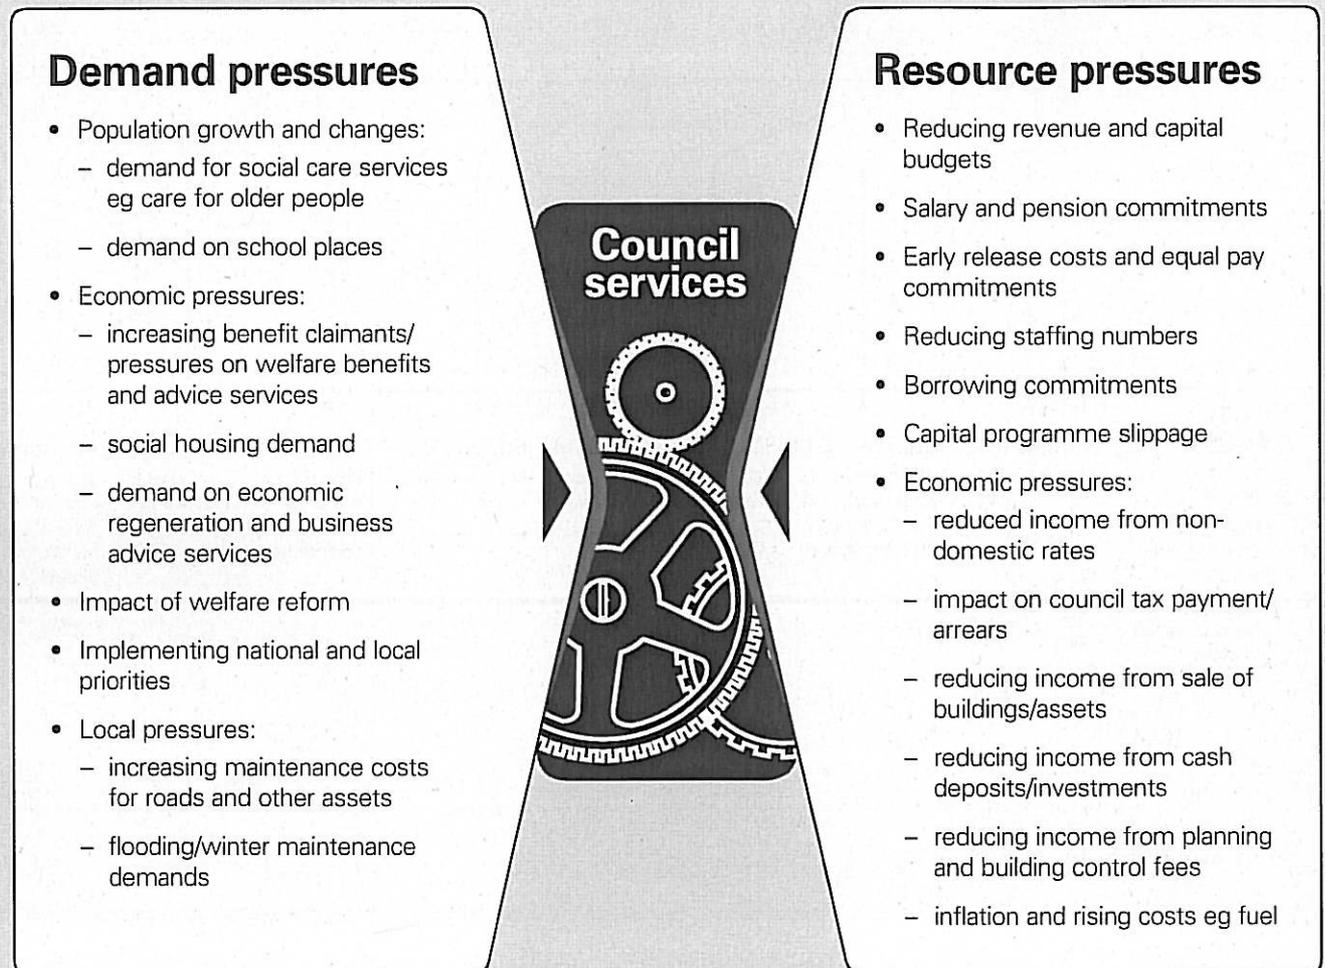 Demand pressures
• Population growth and changes:
– demand for social care services
eg care for older people
– demand on school places
• Economic pressures:
– increasing benefit claimants/
pressures on welfare benefits
and advice services
– social housing demand
– demand on economic
regeneration and business
advice services
• Impact of welfare reform
• Implementing national and local
priorities
• Local pressures:
– increasing maintenance costs
for roads and other assets
– flooding/winter maintenance
demands
Council
services
Resource pressures
• Reducing revenue and capital
budgets
• Salary and pension commitments
• Early release costs and equal pay
commitments
• Reducing staffing numbers
• Borrowing commitments
• Capital programme slippage
• Economic pressures:
– reduced income from non-
domestic rates
– impact on council tax payment/
arrears
– reducing income from sale of
buildings/assets
– reducing income from cash
deposits/investments
– reducing income from planning
and building control fees
– inflation and rising costs eg fuel